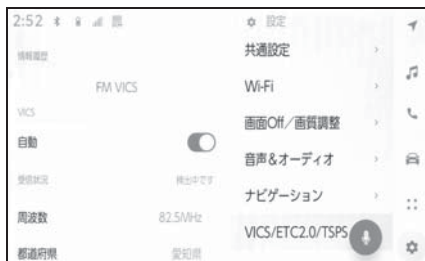 2:52
情報履歴
FM VICS
VICS
自動
受信状況 検出中です
周波数 82.5MHz
都道府県 愛知県
設定
共通設定
Wi-Fi
画面Off／画質調整
音声＆オーディオ
ナビゲーション
VICS/ETC2.0/TSPS